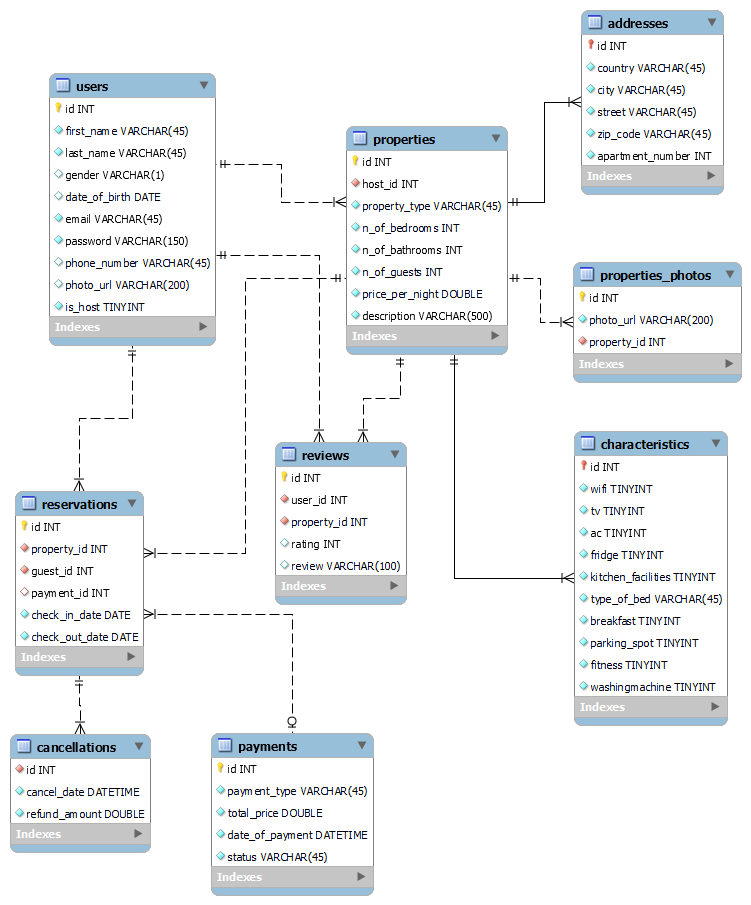 addresses
id INT
country VARCHAR(45)
city VARCHAR(45)
street VARCHAR(45)
zip_code VARCHAR(45)
apartment_number INT
Indexes
users
id INT
first_name VARCHAR(45)
last_name VARCHAR(45)
gender VARCHAR(1)
date_of_birth DATE
email VARCHAR(45)
password VARCHAR(150)
phone_number VARCHAR(45)
photo_url VARCHAR(200)
is_host TINYINT
Indexes
properties
id INT
host_id INT
property_type VARCHAR(45)
n_of_bedrooms INT
n_of_bathrooms INT
n_of_guests INT
price_per_night DOUBLE
description VARCHAR(500)
Indexes
properties_photos
id INT
photo_url VARCHAR(200)
property_id INT
Indexes
characteristics
id INT
wifi TINYINT
tv TINYINT
ac TINYINT
fridge TINYINT
kitchen_facilities TINYINT
type_of_bed VARCHAR(45)
breakfast TINYINT
parking_spot TINYINT
fitness TINYINT
washingmachine TINYINT
Indexes
reviews
id INT
user_id INT
property_id INT
rating INT
review VARCHAR(100)
Indexes
reservations
id INT
property_id INT
guest_id INT
payment_id INT
check_in_date DATE
check_out_date DATE
Indexes
cancellations
id INT
cancel_date DATETIME
refund_amount DOUBLE
Indexes
payments
id INT
payment_type VARCHAR(45)
total_price DOUBLE
date_of_payment DATETIME
status VARCHAR(45)
Indexes